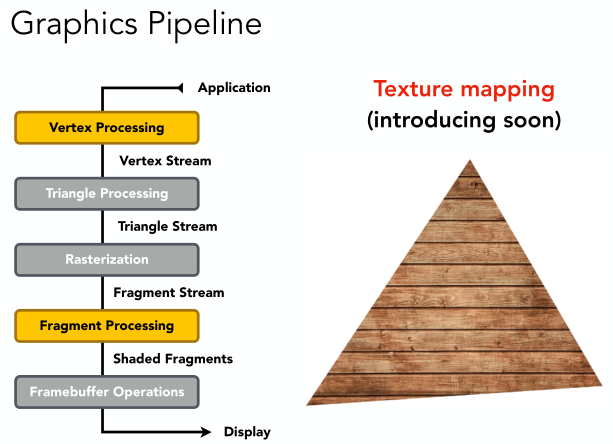 Graphics Pipeline
Application
Vertex Processing
Vertex Stream
Triangle Processing
Triangle Stream
Rasterization
Fragment Stream
Fragment Processing
Shaded Fragments
Framebuffer Operations
Display
Texture mapping
(introducing soon)